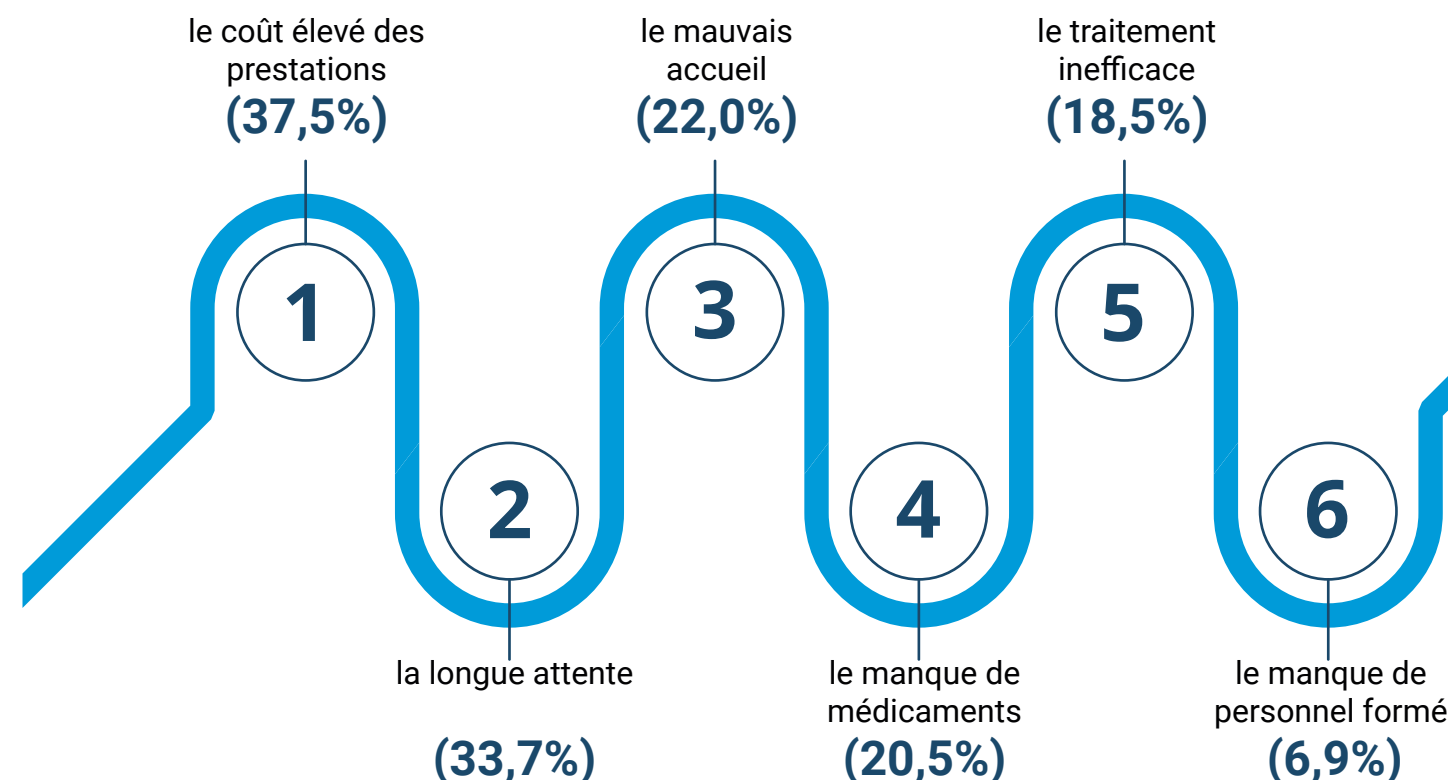 le coût élevé des
prestations
(37,5%)
1
la longue attente
(33,7%)
2
le mauvais
accueil
(22,0%)
3
le manque de
médicaments
(20,5%)
4
le traitement
inefficace
(18,5%)
5
le manque de
personnel formé
(6,9%)
6